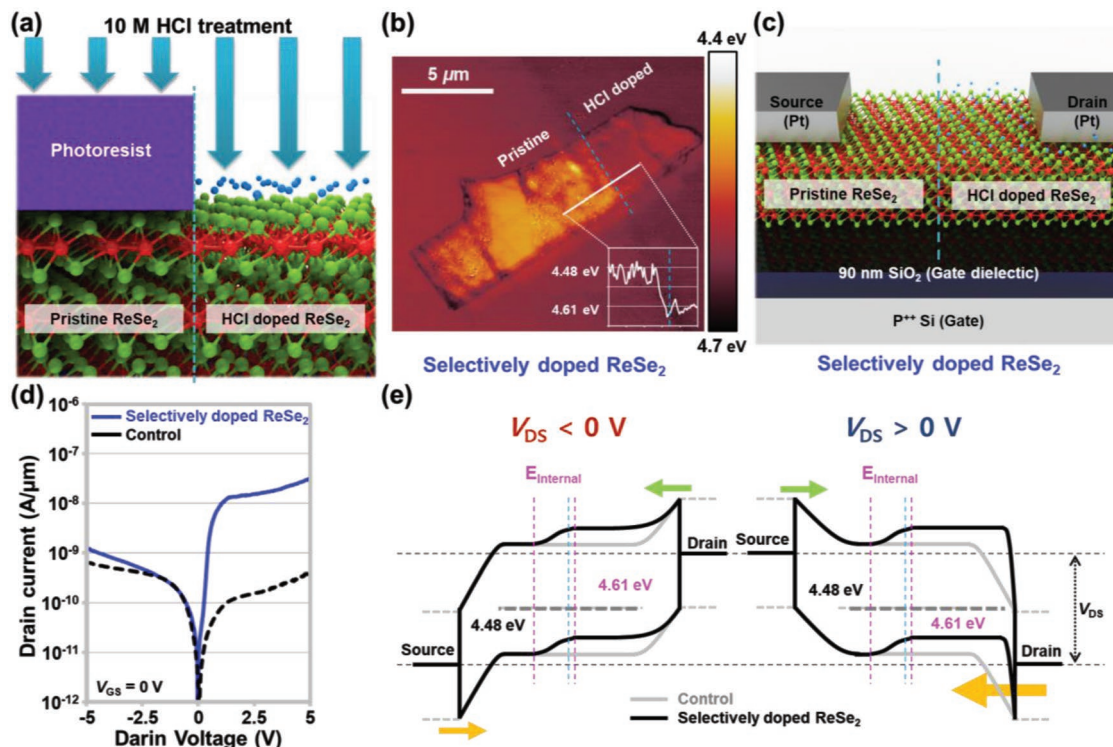 (a)
10 M HCl treatment
Photoresist
Pristine ReSe2
HCl doped ReSe2
(b)
5 μm
HCl doped
Pristine
4.48 eV
4.61 eV
4.4 eV
4.7 eV
Selectively doped ReSe2
(c)
Source
(Pt)
Drain
(Pt)
Pristine ReSe2
HCl doped ReSe2
90 nm SiO2 (Gate dielectic)
P++ Si (Gate)
Selectively doped ReSe2
(d)
Drain current (A/μm)
10-6
10-7
10-8
10-9
10-10
10-11
10-12
Selectively doped ReSe2
Control
VGS = 0 V
-5
-2.5
0
2.5
5
Darin Voltage (V)
(e)
VDS < 0 V
EInternal
Source
Drain
4.61 eV
4.48 eV
VDS > 0 V
EInternal
Source
Drain
4.48 eV
4.61 eV
VDS
Control
Selectively doped ReSe2